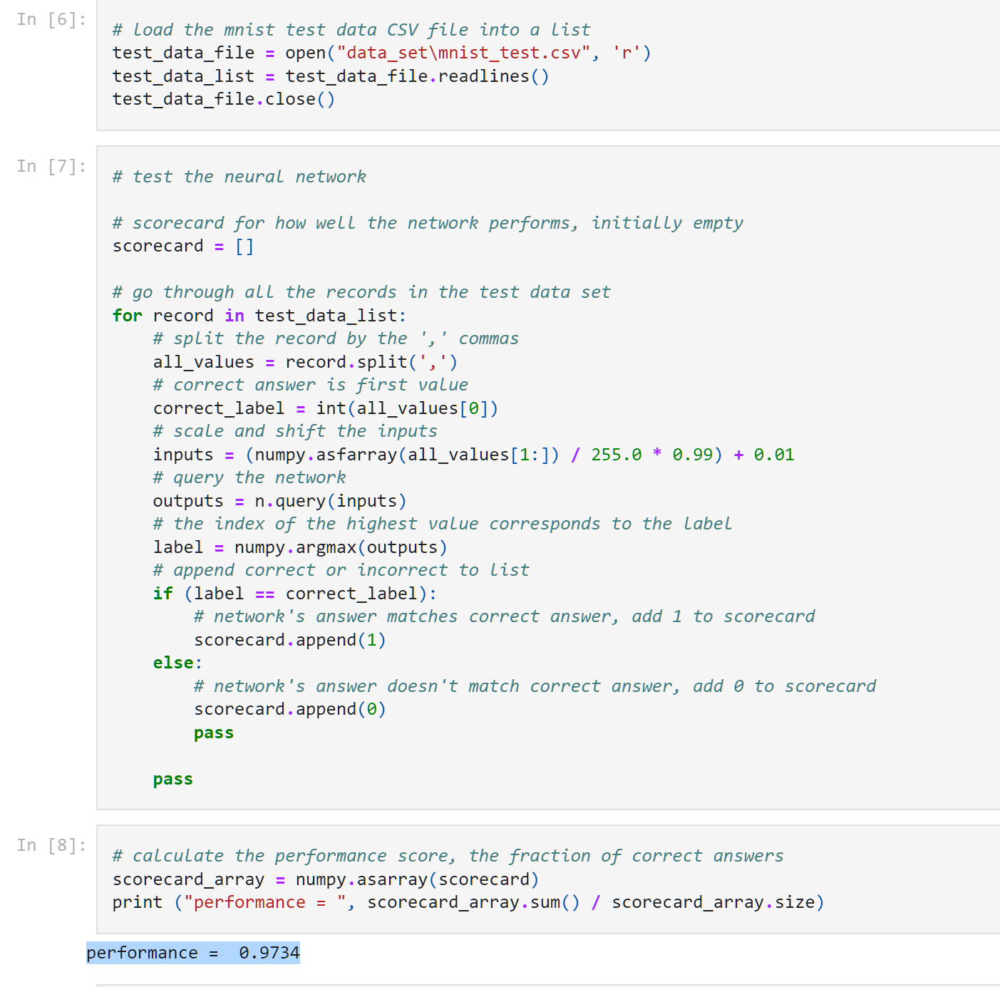 In [6]:
# load the mnist test data CSV file into a list
test_data_file = open("data_set\mnist_test.csv", 'r')
test_data_list = test_data_file.readlines()
test_data_file.close()
In [7]:
# test the neural network
# scorecard for how well the network performs, initially empty
scorecard = []
# go through all the records in the test data set
for record in test_data_list:
    # split the record by the ',' commas
    all_values = record.split(',')
    # correct answer is first value
    correct_label = int(all_values[0])
    # scale and shift the inputs
    inputs = (numpy.asfarray(all_values[1:]) / 255.0 * 0.99) + 0.01
    # query the network
    outputs = n.query(inputs)
    # the index of the highest value corresponds to the label
    label = numpy.argmax(outputs)
    # append correct or incorrect to list
    if (label == correct_label):
        # network's answer matches correct answer, add 1 to scorecard
        scorecard.append(1)
    else:
        # network's answer doesn't match correct answer, add 0 to scorecard
        scorecard.append(0)
        pass
    pass
In [8]:
# calculate the performance score, the fraction of correct answers
scorecard_array = numpy.asarray(scorecard)
print ("performance = ", scorecard_array.sum() / scorecard_array.size)
performance =  0.9734